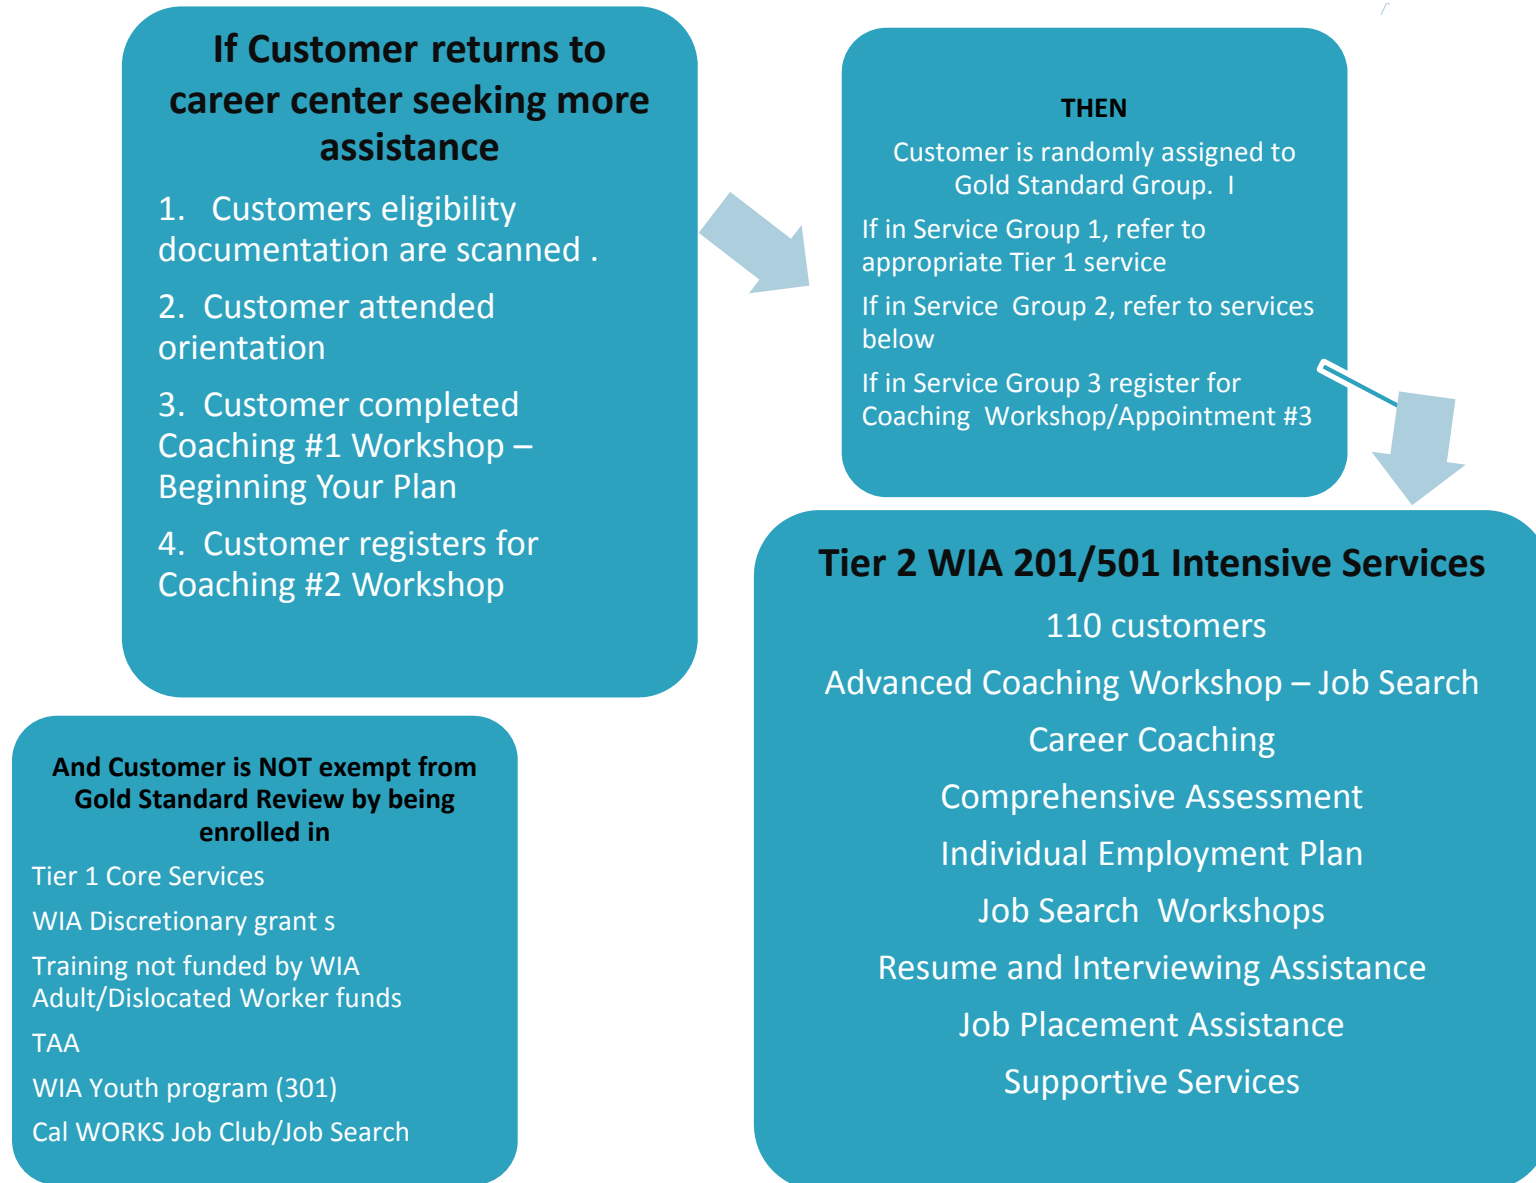 If Customer returns to
career center seeking more
assistance
1. Customers eligibility
documentation are scanned .
2. Customer attended
orientation
3. Customer completed
Coaching #1 Workshop –
Beginning Your Plan
4. Customer registers for
Coaching #2 Workshop
THEN
Customer is randomly assigned to
Gold Standard Group. I
If in Service Group 1, refer to
appropriate Tier 1 service
If in Service Group 2, refer to services
below
If in Service Group 3 register for
Coaching Workshop/Appointment #3
And Customer is NOT exempt from
Gold Standard Review by being
enrolled in
Tier 1 Core Services
WIA Discretionary grant s
Training not funded by WIA
Adult/Dislocated Worker funds
TAA
WIA Youth program (301)
Cal WORKS Job Club/Job Search
Tier 2 WIA 201/501 Intensive Services
110 customers
Advanced Coaching Workshop – Job Search
Career Coaching
Comprehensive Assessment
Individual Employment Plan
Job Search Workshops
Resume and Interviewing Assistance
Job Placement Assistance
Supportive Services